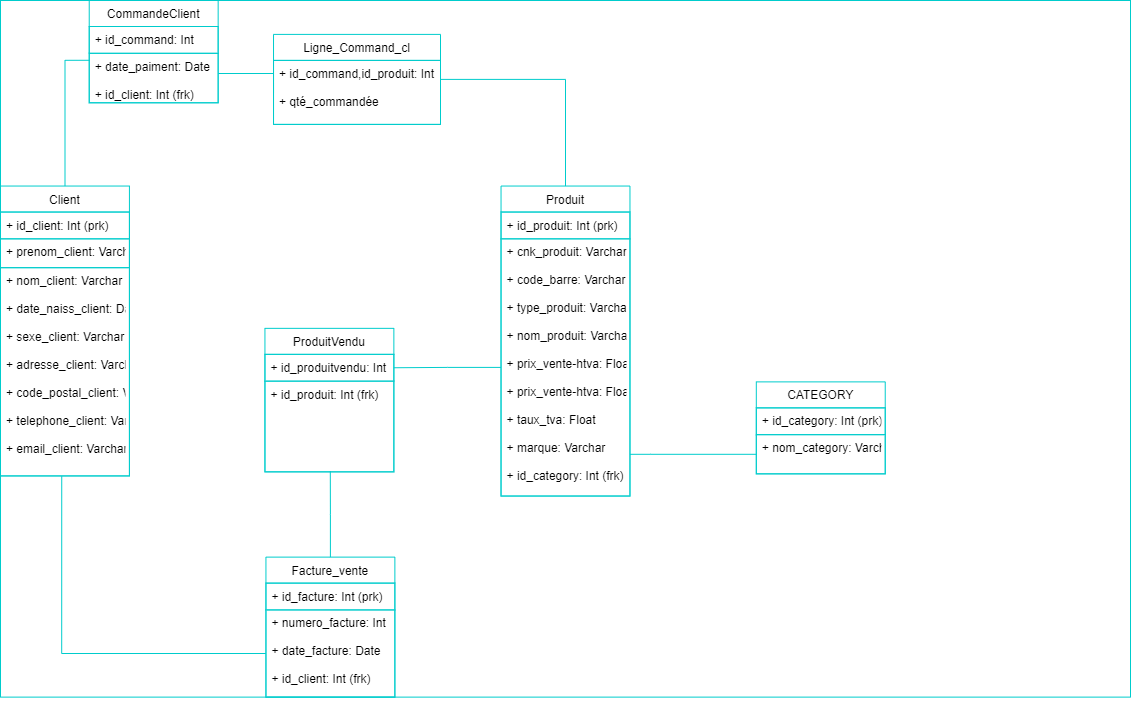 CommandeClient
+ id_command: Int
+ date_paiment: Date
+ id_client: Int (frk)
Ligne_Command_cl
+ id_command,id_produit: Int
+ qté_commandée
Client
+ id_client: Int (prk)
+ prenom_client: Varch
+ nom_client: Varchar
+ date_naiss_client: Da
+ sexe_client: Varchar
+ adresse_client: Varcl
+ code_postal_client: V
+ telephone_client: Var
+ email_client: Varchar
Produit
+ id_produit: Int (prk)
+ cnk_produit: Varchar
+ code_barre: Varchar
+ type_produit: Varcha
+ nom_produit: Varcha
+ prix_vente-htva: Floa
+ prix_vente-htva: Floa
+ taux_tva: Float
+ marque: Varchar
+ id_category: Int (frk)
ProduitVendu
+ id_produitvendu: Int
+ id_produit: Int (frk)
CATEGORY
+ id_category: Int (prk)
+ nom_category: Varcl
Facture_vente
+ id_facture: Int (prk)
+ numero_facture: Int
+ date_facture: Date
+ id_client: Int (frk)